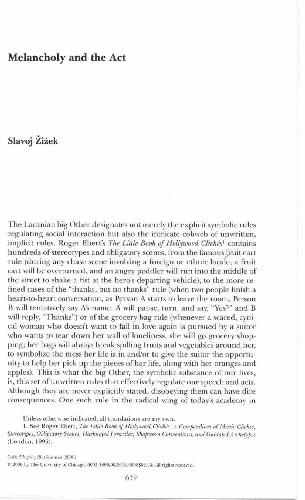 Melancholy and the Act
Slavoj Žižek
The Lacanian big Other designates not merely the explicit symbolic rules
regulating social interaction but also the intricate cobweb of unwritten,
implicit rules. Roger Ebert's The Little Book of Hollywood Clichés¹ contains
hundreds of stereotypes and obligatory scenes, from the famous fruit cart
rule (during any chase scene involving a foreign or ethnic locale, a fruit
cart will be overturned, and an angry peddler will run into the middle of
the street to shake a fist at the hero's departing vehicle), to the more re-
fined cases of the "thanks, but no thanks" rule (when two people finish a
heart-to-heart conversation, as Person A starts to leave the room, Person
B will tentatively say A's name. A will pause, turn, and say, "Yes?" and B
will reply, "Thanks") or of the grocery bag rule (whenever a scared, cyni-
cal woman who doesn't want to fall in love again is pursued by a suitor
who wants to tear down her wall of loneliness, she will go grocery shop-
ping; her bags will always break spilling fruits and vegetables around her
to symbolize the mess her life is in and/or to give the suitor the opportu-
nity to help her pick up the pieces of her life, along with her oranges and
apples). This is what the big Other, the symbolic substance of our lives,
is, this set of unwritten rules that effectively regulate our speech and acts.
Although they are never explicitly stated, disobeying them can have dire
consequences. One such rule in the radical wing of today's academy in
Unless otherwise indicated, all translations are my own.
1. See Roger Ebert, The Little Book of Hollywood Clichés: A Compendium of Movie Clichés,
Stereotypes, Obligatory Scenes, Hackneyed Formulas, Shopworn Conventions, and Outdated Archetypes
(London, 1995).
Critical Inquiry 26 (Summer 2000)
© 2000 by The University of Chicago. All rights reserved.
657